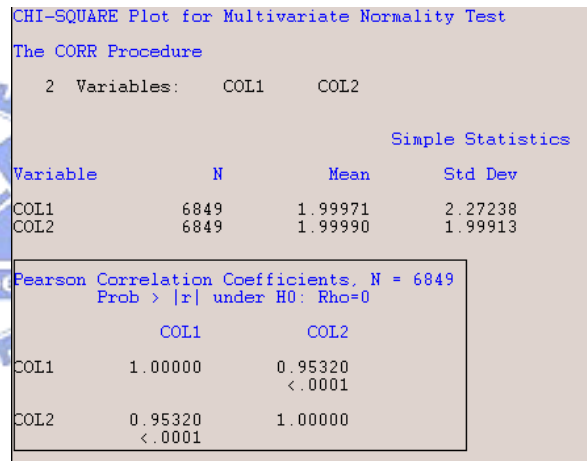 CHI-SQUARE Plot for Multivariate Normality Test
The CORR Procedure
2 Variables: COL1 COL2
Simple Statistics
Variable N Mean Std Dev
COL1 6849 1.99971 2.27238
COL2 6849 1.99990 1.99913
Pearson Correlation Coefficients, N = 6849
Prob > |r| under H0: Rho=0
COL1 COL2
COL1 1.00000 0.95320
<.0001
COL2 0.95320 1.00000
<.0001